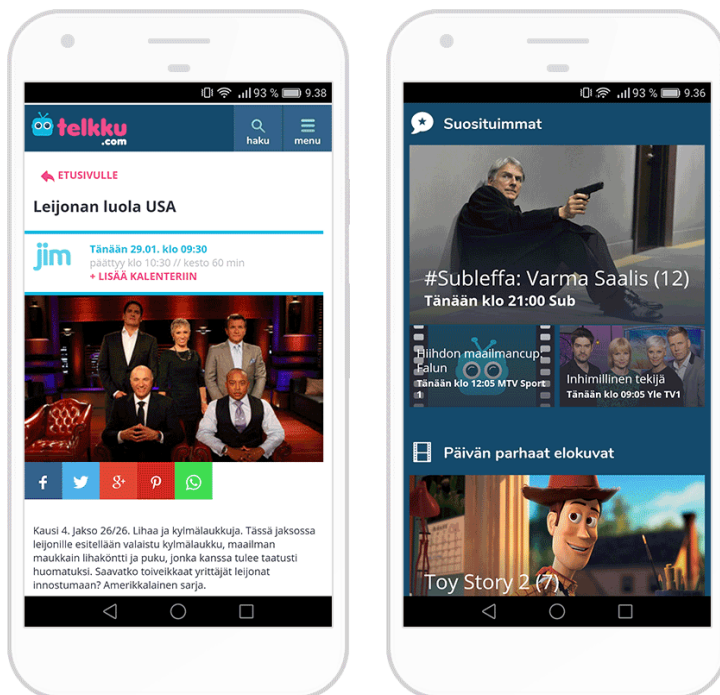 93 % 9.38
telkku
.com
haku
menu
ETUSIVULLE
Leijonan luola USA
jim
Tänään 29.01. klo 09:30
päättyy klo 10:30 // kesto 60 min
+ LISÄÄ KALENTERIIN
Kausi 4. Jakso 26/26. Lihaa ja kylmälaukkuja. Tässä jaksossa
leijonille esitellään valaistu kylmälaukku, maailman
maukkain lihaköntti ja puku, jonka kanssa tulee taatusti
huomatuksi. Saavatko toiveikkaat yrittäjät leijonat
innostumaan? Amerikkalainen sarja.
93 % 9.36
Suosituimmat
#Subleffa: Varma Saalis (12)
Tänään klo 21:00 Sub
Hiihdon maailmancup,
Falun
Tänään klo 12:05 MTV Sport
1
Inhimillinen tekijä
Tänään klo 09:05 Yle TV1
Päivän parhaat elokuvat
Toy Story 2 (7)